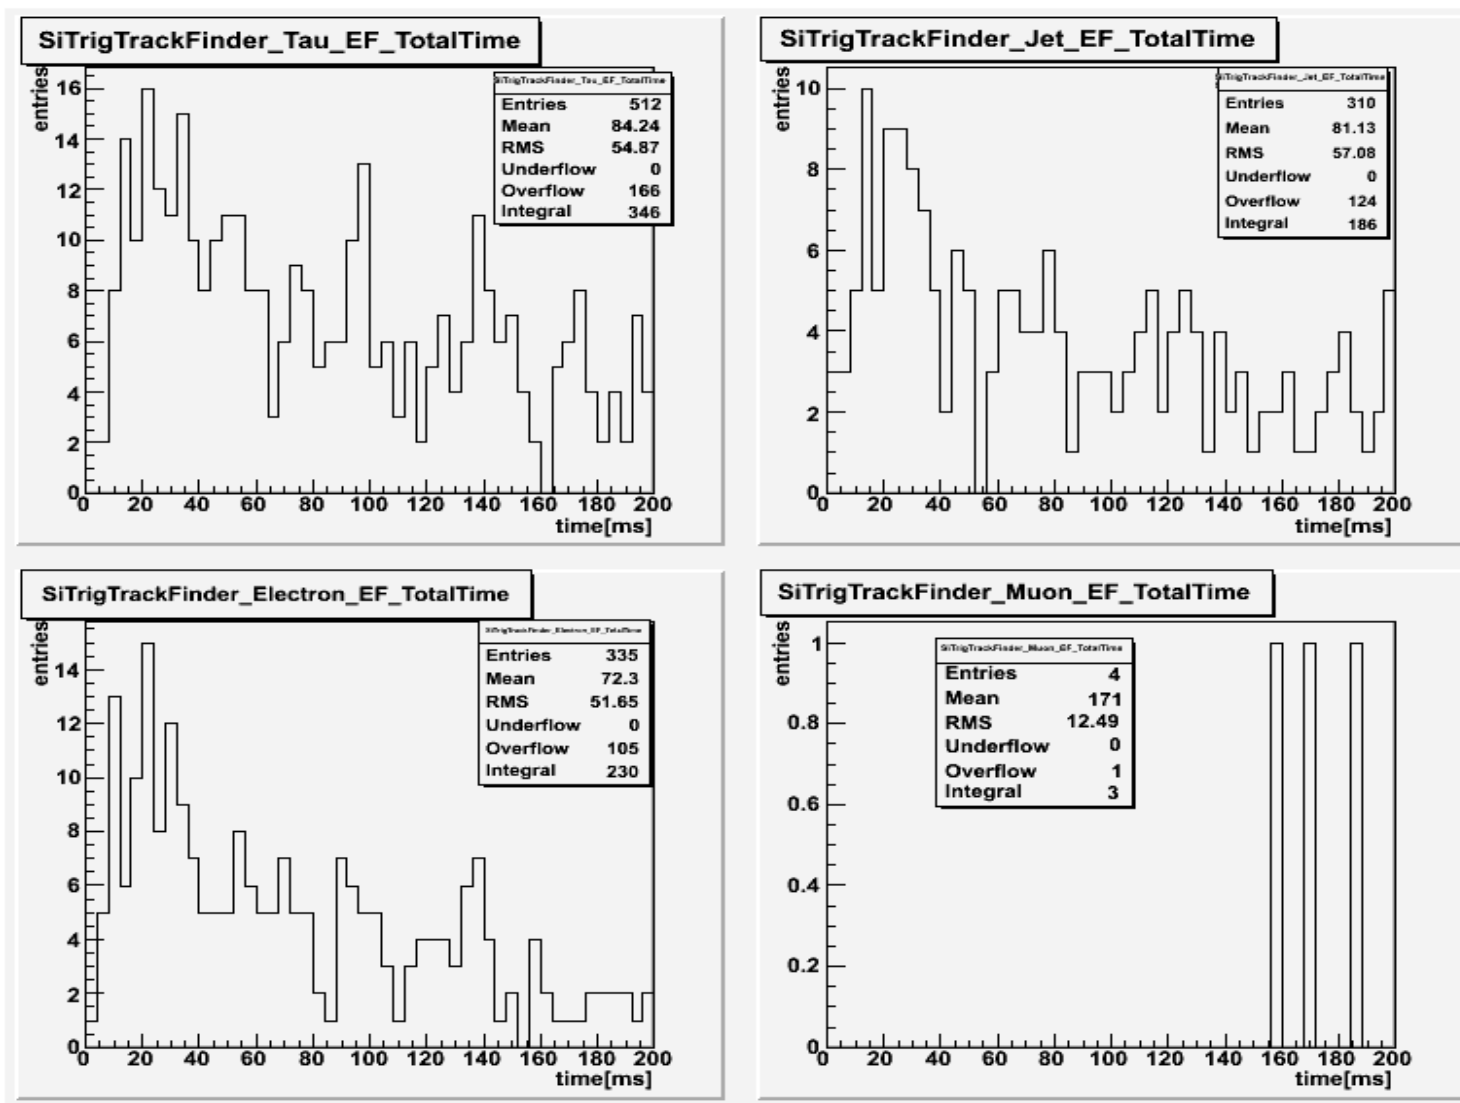 SiTrigTrackFinder_Tau_EF_TotalTime
entries
SiTrigTrackFinder_Tau_EF_TotalTime
Entries 512
Mean 84.24
RMS 54.87
Underflow 0
Overflow 166
Integral 346
16
14
12
10
8
6
4
2
0
0 20 40 60 80 100 120 140 160 180 200
time[ms]
SiTrigTrackFinder_Jet_EF_TotalTime
entries
SiTrigTrackFinder_Jet_EF_TotalTime
Entries 310
Mean 81.13
RMS 57.08
Underflow 0
Overflow 124
Integral 186
10
8
6
4
2
0
0 20 40 60 80 100 120 140 160 180 200
time[ms]
SiTrigTrackFinder_Electron_EF_TotalTime
entries
SiTrigTrackFinder_Electron_EF_TotalTime
Entries 335
Mean 72.3
RMS 51.65
Underflow 0
Overflow 105
Integral 230
14
12
10
8
6
4
2
0
0 20 40 60 80 100 120 140 160 180 200
time[ms]
SiTrigTrackFinder_Muon_EF_TotalTime
entries
SiTrigTrackFinder_Muon_EF_TotalTime
Entries 4
Mean 171
RMS 12.49
Underflow 0
Overflow 1
Integral 3
1
0.8
0.6
0.4
0.2
0
0 20 40 60 80 100 120 140 160 180 200
time[ms]